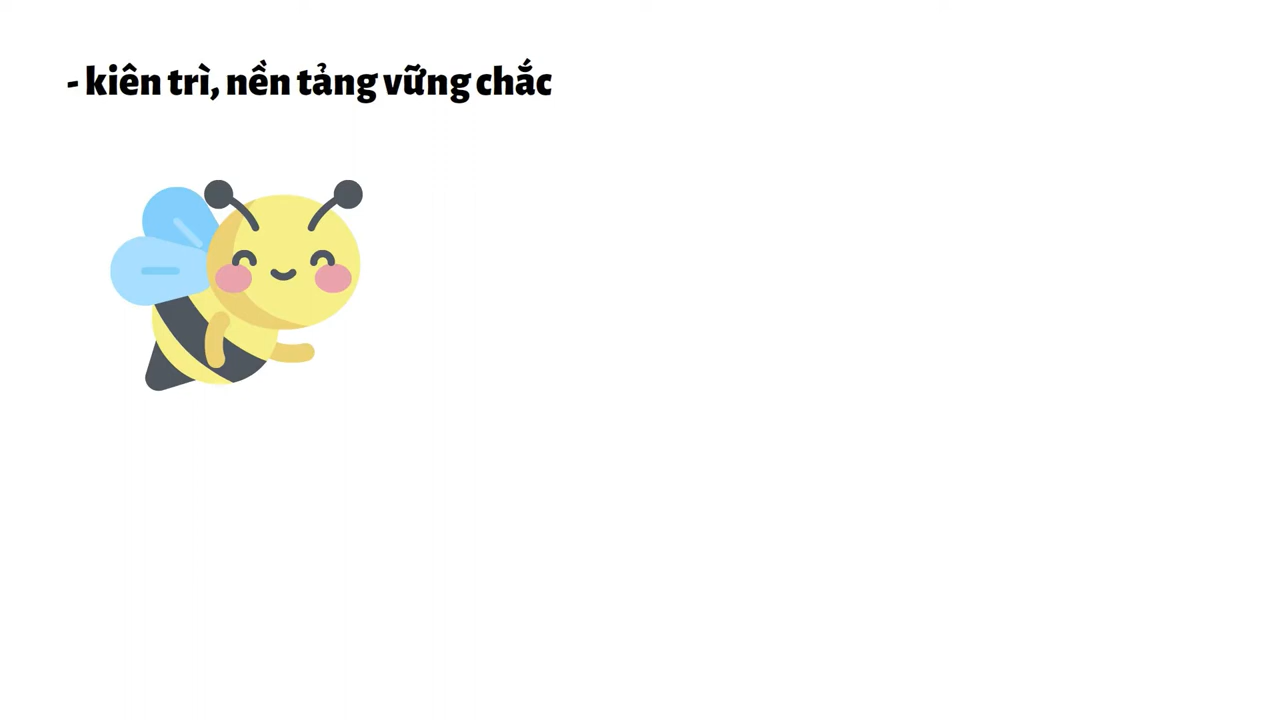 - kiên trì, nền tảng vững chắc